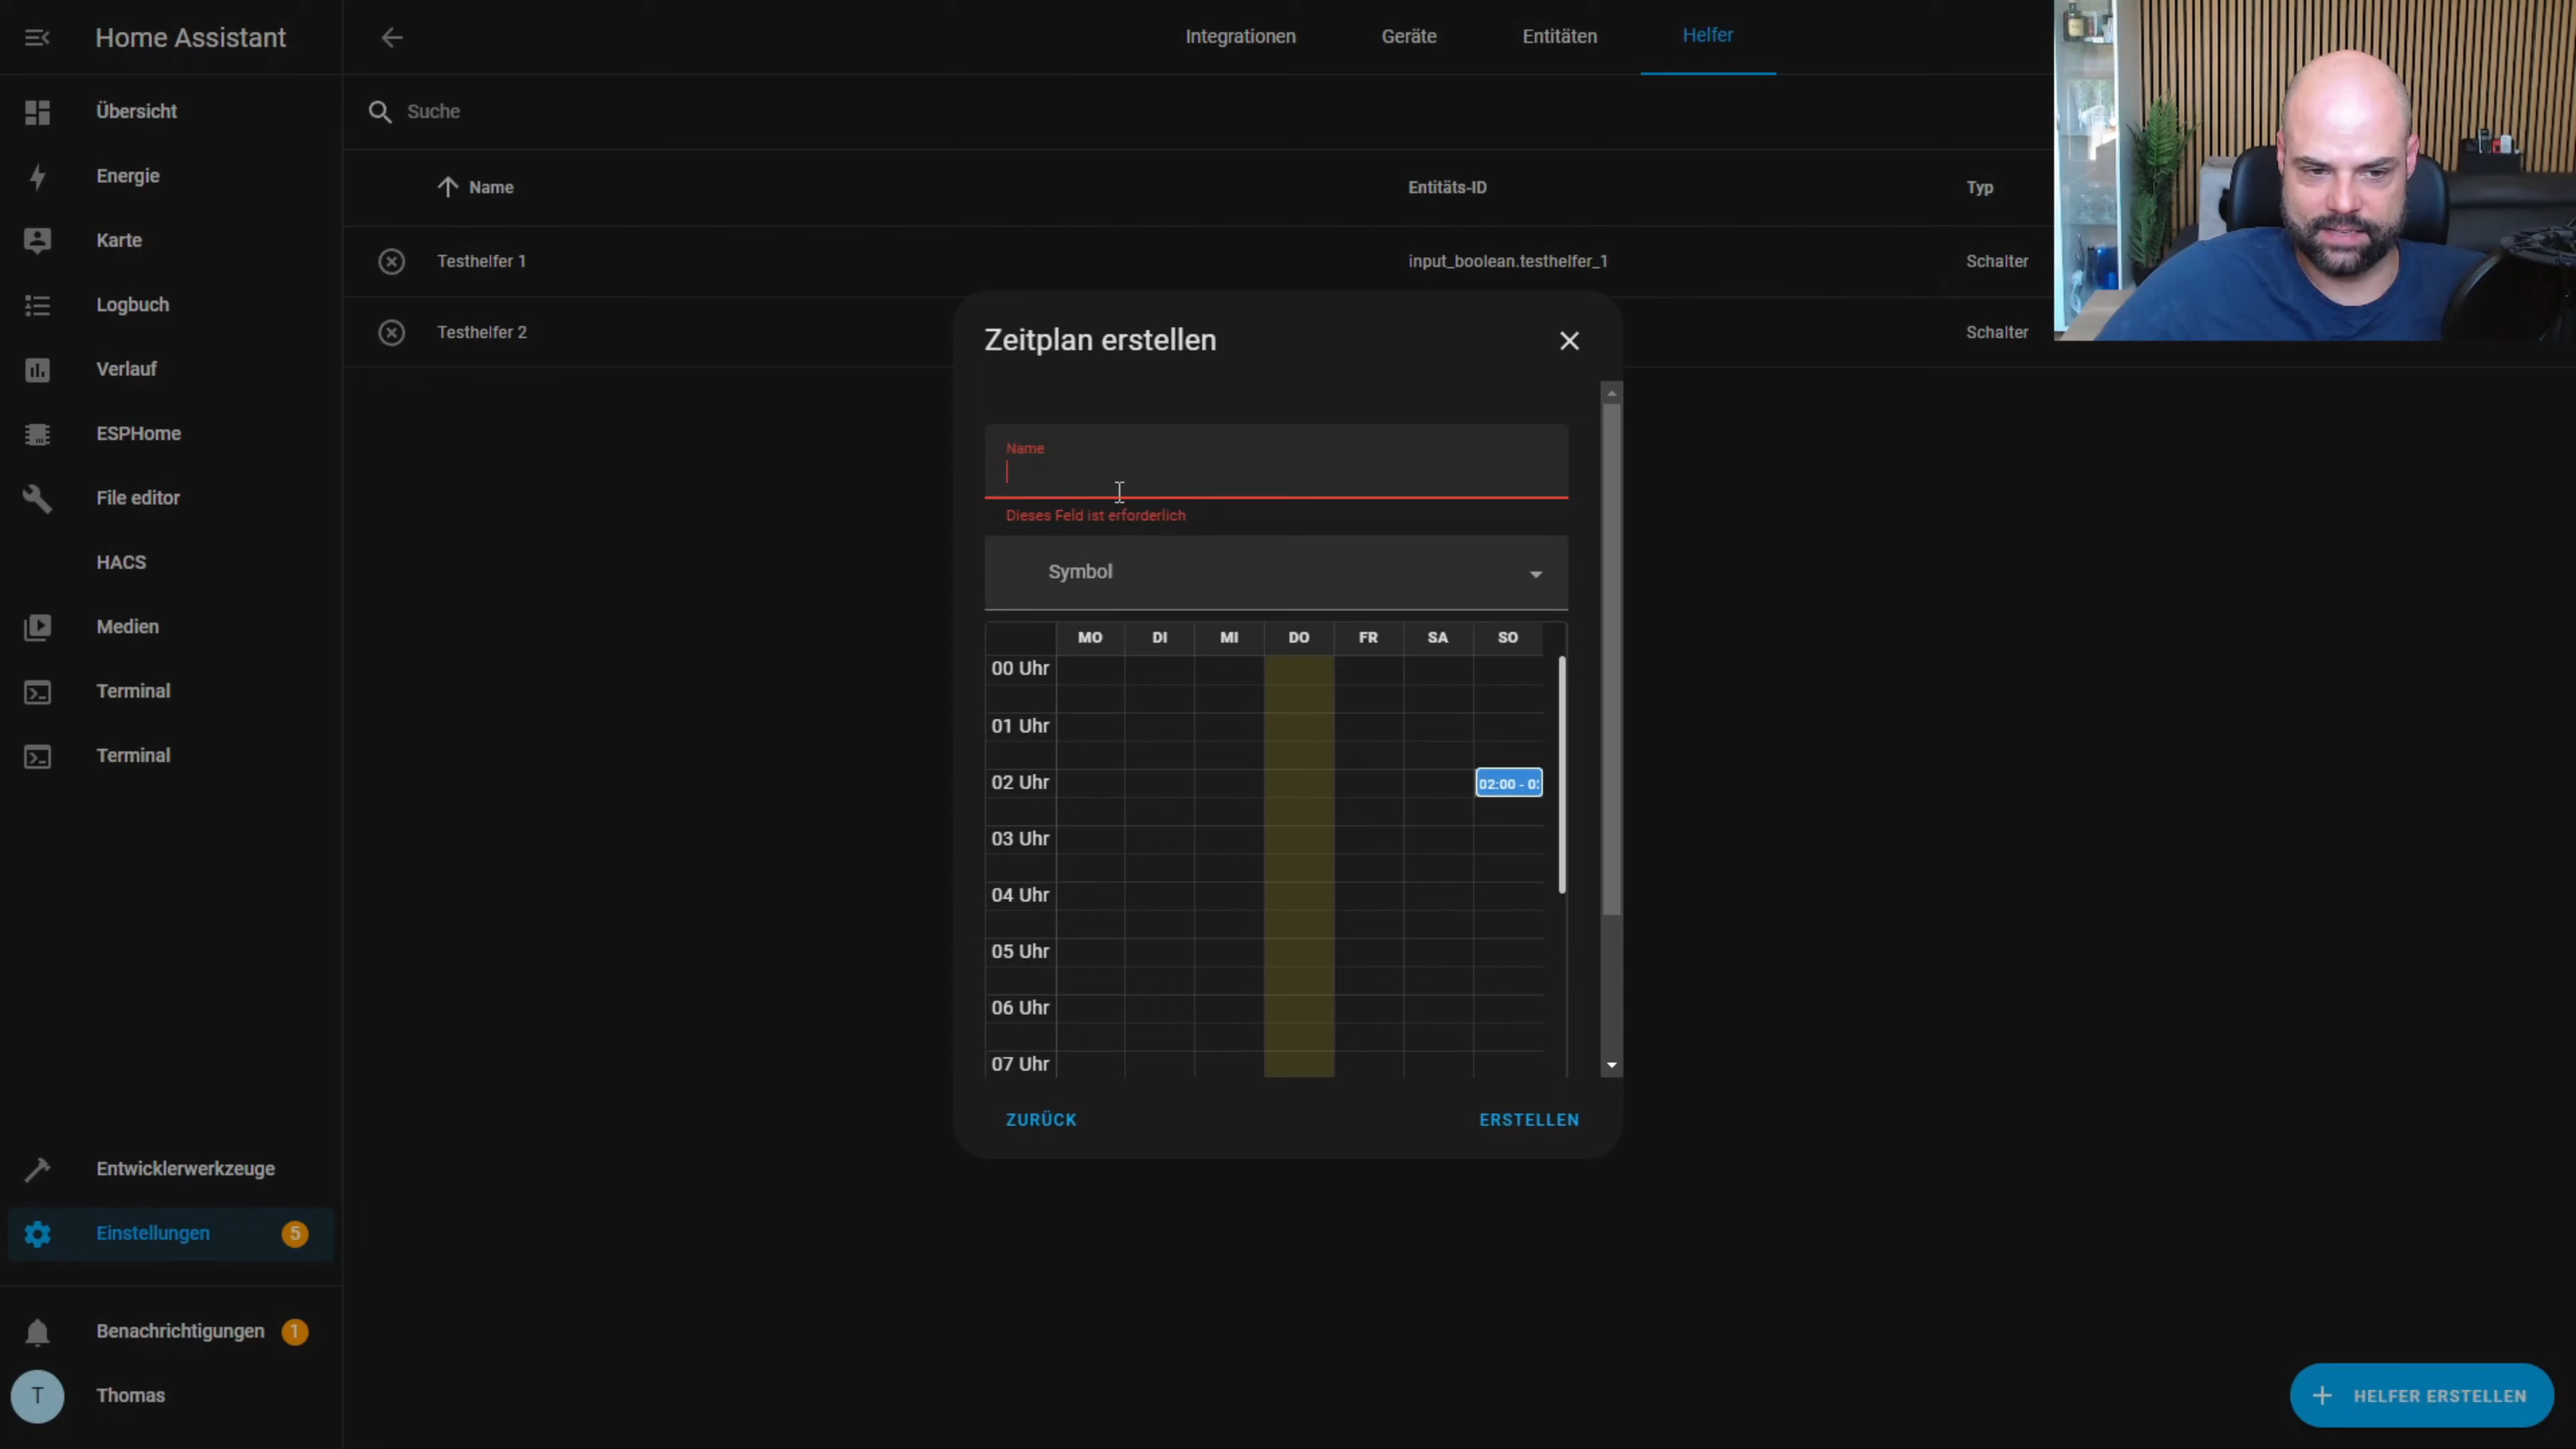 Home Assistant
Integrationen
Geräte
Entitäten
Helfer
Übersicht
Energie
Karte
Logbuch
Verlauf
ESPHome
File editor
HACS
Medien
Terminal
Terminal
Entwicklerwerkzeuge
Einstellungen 5
Benachrichtigungen 1
T Thomas
Suche
Name Entitäts-ID Typ
Testhelfer 1 input_boolean.testhelfer_1 Schalter
Testhelfer 2 Schalter
Zeitplan erstellen
Name
Dieses Feld ist erforderlich
Symbol
MO DI MI DO FR SA SO
00 Uhr
01 Uhr
02 Uhr 02:00 - 0
03 Uhr
04 Uhr
05 Uhr
06 Uhr
07 Uhr
ZURÜCK ERSTELLEN
HELFER ERSTELLEN